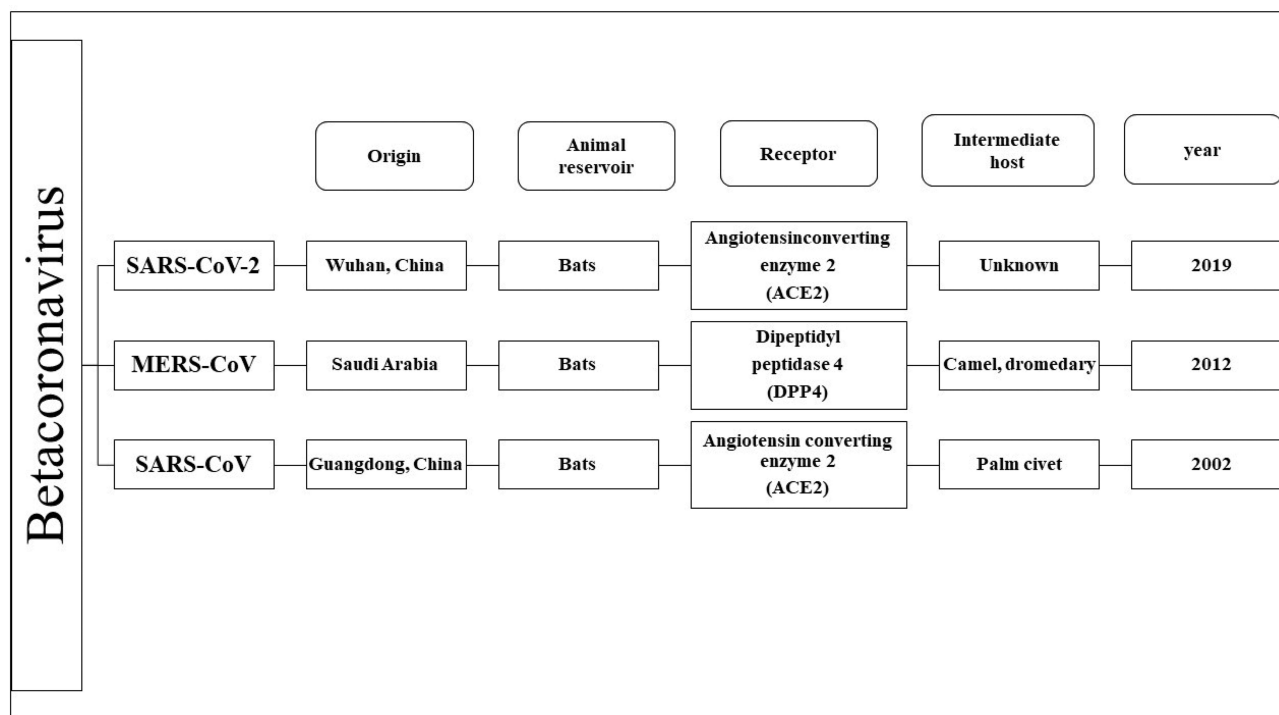 Betacoronavirus
Origin
Animal
reservoir
Receptor
Intermediate
host
year
SARS-CoV-2
Wuhan, China
Bats
Angiotensinconverting
enzyme 2
(ACE2)
Unknown
2019
MERS-CoV
Saudi Arabia
Bats
Dipeptidyl
peptidase 4
(DPP4)
Camel, dromedary
2012
SARS-CoV
Guangdong, China
Bats
Angiotensin converting
enzyme 2
(ACE2)
Palm civet
2002